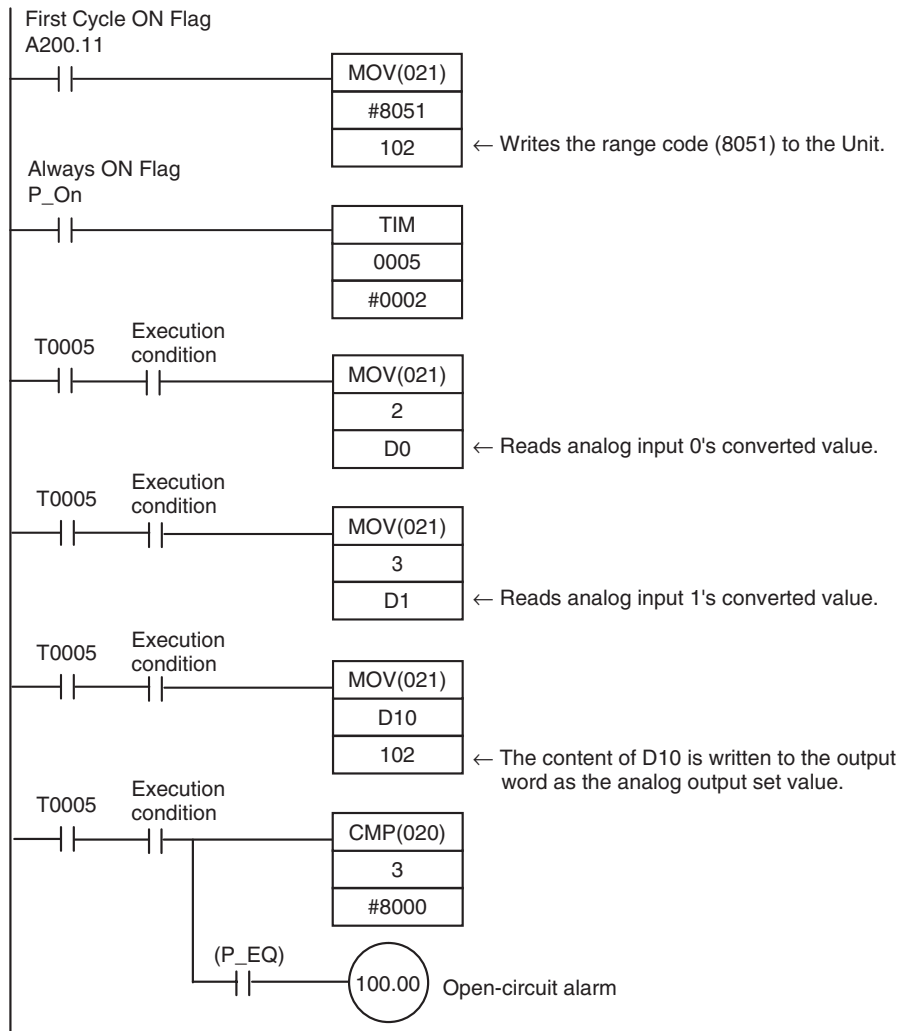 First Cycle ON Flag
A200.11
MOV(021)
#8051
102
← Writes the range code (8051) to the Unit.
Always ON Flag
P_On
TIM
0005
#0002
T0005
Execution
condition
MOV(021)
2
D0
← Reads analog input 0's converted value.
T0005
Execution
condition
MOV(021)
3
D1
← Reads analog input 1's converted value.
T0005
Execution
condition
MOV(021)
D10
102
← The content of D10 is written to the output
word as the analog output set value.
T0005
Execution
condition
CMP(020)
3
#8000
(P_EQ)
100.00
Open-circuit alarm